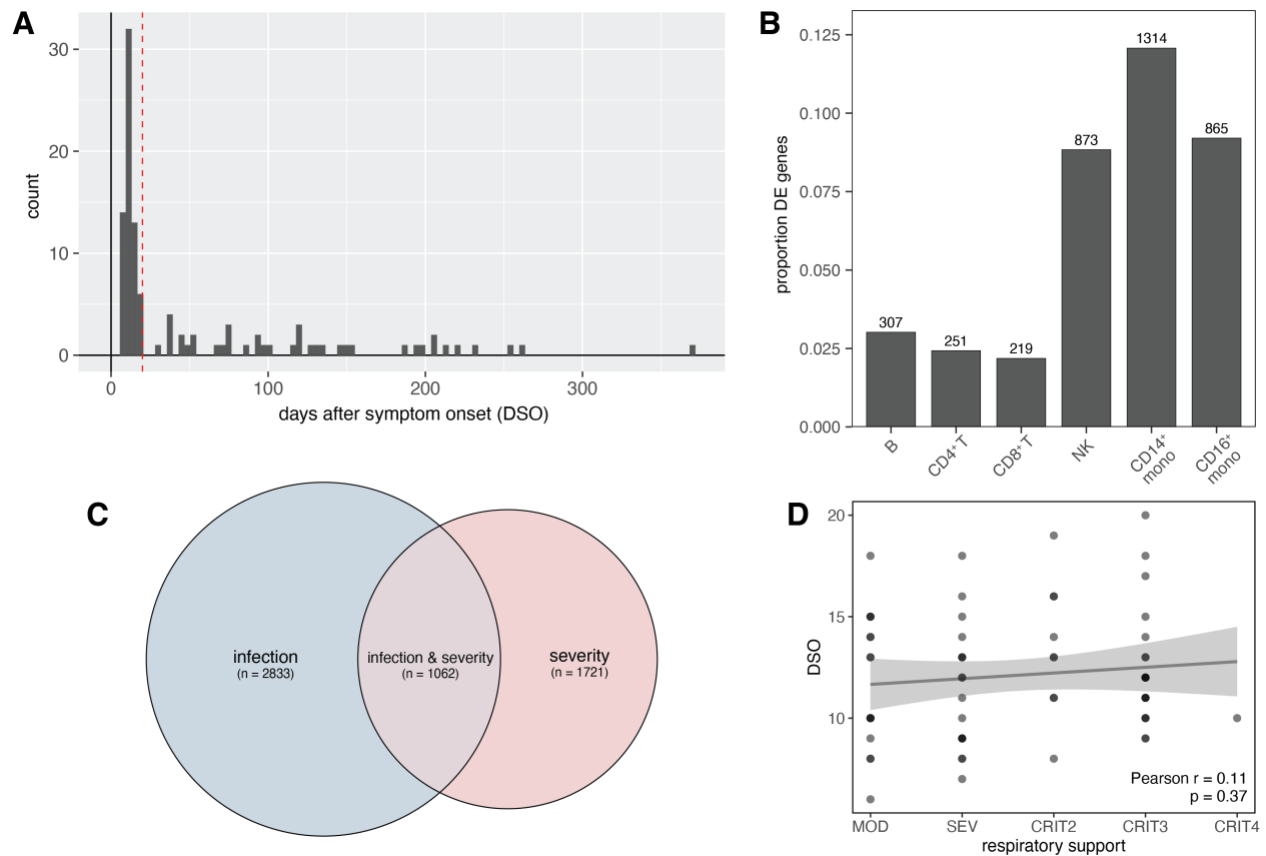 A
30
20
10
0
count
0
100
200
300
days after symptom onset (DSO)
B
0.125
0.100
0.075
0.050
0.025
0.000
proportion DE genes
307
251
219
873
1314
865
B
CD4+T
CD8+T
NK
CD14+
mono
CD16+
mono
C
infection
(n = 2833)
infection & severity
(n = 1062)
severity
(n = 1721)
D
20
15
10
DSO
Pearson r = 0.11
p = 0.37
MOD
SEV
CRIT2
CRIT3
CRIT4
respiratory support